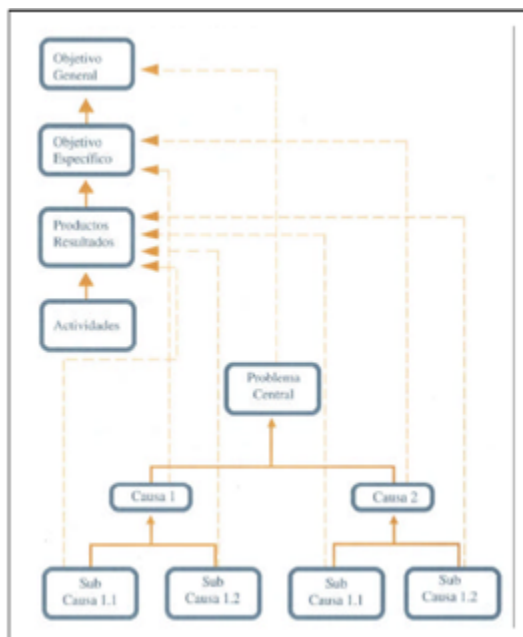 Objetivo
General
Objetivo
Específico
Productos
Resultados
Actividades
Problema
Central
Causa 1
Causa 2
Sub
Causa 1.1
Sub
Causa 1.2
Sub
Causa 1.1
Sub
Causa 1.2